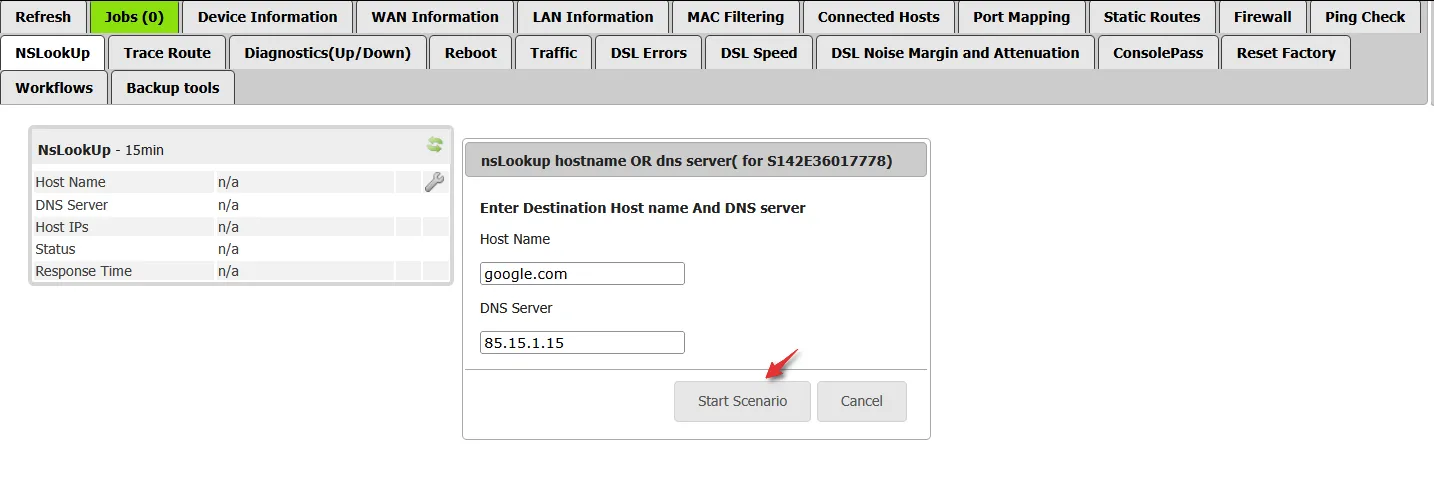 Refresh Jobs (0) Device Information WAN Information LAN Information MAC Filtering Connected Hosts Port Mapping Static Routes Firewall Ping Check
NSLookUp Trace Route Diagnostics(Up/Down) Reboot Traffic DSL Errors DSL Speed DSL Noise Margin and Attenuation ConsolePass Reset Factory
Workflows Backup tools
NsLookUp - 15min
Host Name n/a
DNS Server n/a
Host IPs n/a
Status n/a
Response Time n/a
nsLookup hostname OR dns server( for S142E36017778)
Enter Destination Host name And DNS server
Host Name
google.com
DNS Server
85.15.1.15
Start Scenario Cancel